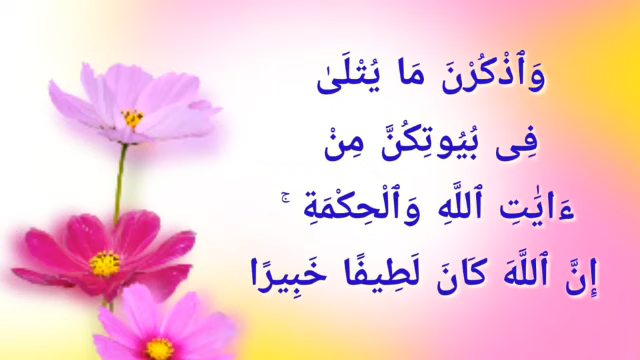 وَٱذْكُرْنَ مَا يُتْلَىٰ
فِى بُيُوتِكُنَّ مِنْ
ءَايَٰتِ ٱللَّهِ وَٱلْحِكْمَةِ ۚ
إِنَّ ٱللَّهَ كَانَ لَطِيفًا خَبِيرًا